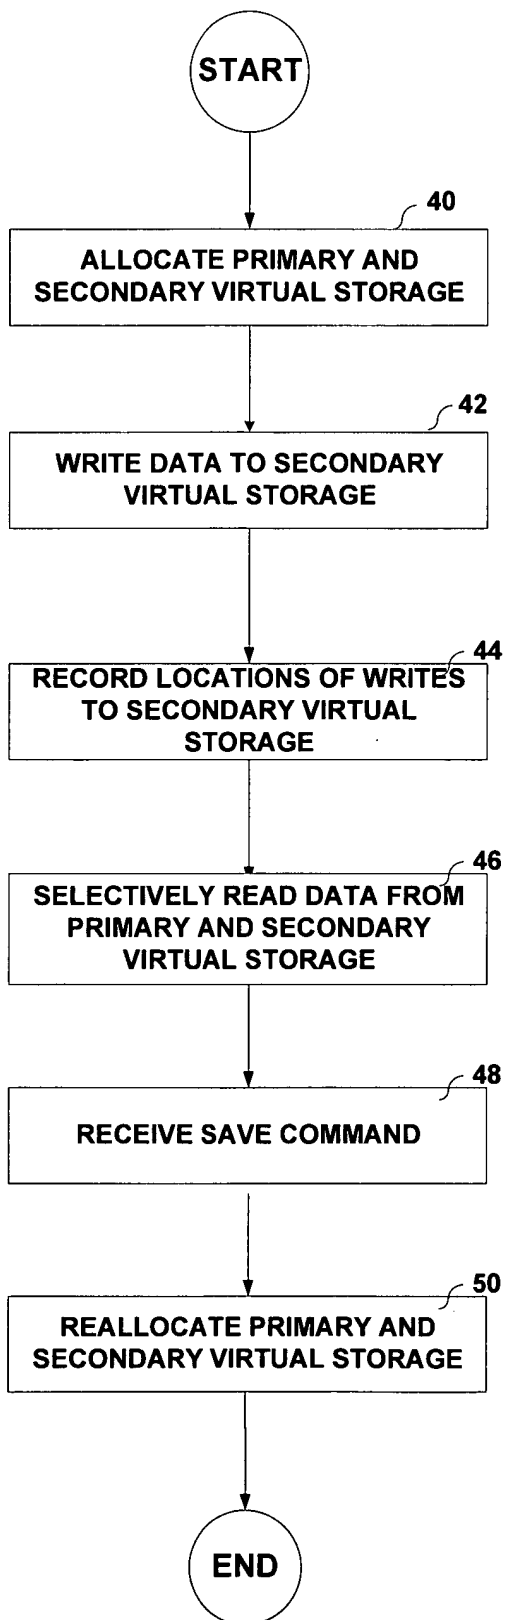 START
40
ALLOCATE PRIMARY AND
SECONDARY VIRTUAL STORAGE
42
WRITE DATA TO SECONDARY
VIRTUAL STORAGE
44
RECORD LOCATIONS OF WRITES
TO SECONDARY VIRTUAL
STORAGE
46
SELECTIVELY READ DATA FROM
PRIMARY AND SECONDARY
VIRTUAL STORAGE
48
RECEIVE SAVE COMMAND
50
REALLOCATE PRIMARY AND
SECONDARY VIRTUAL STORAGE
END